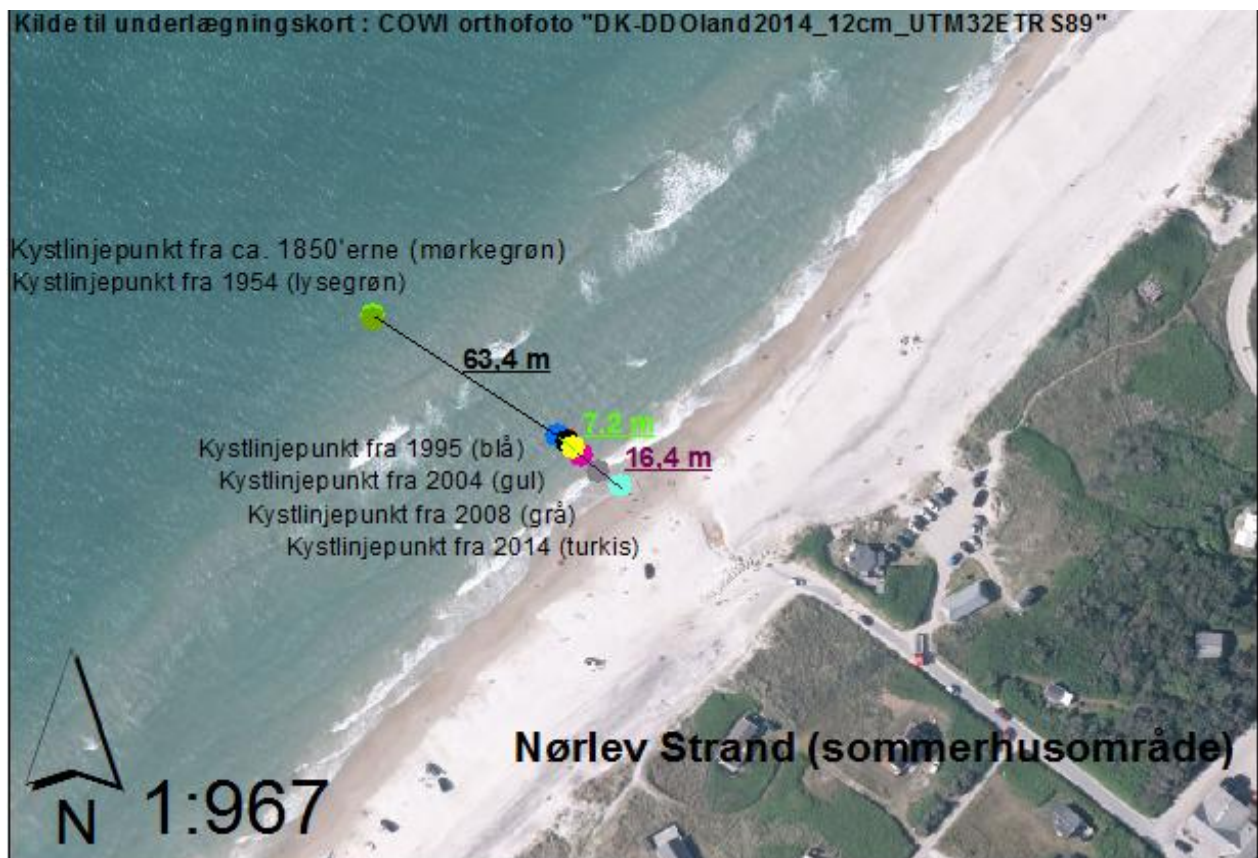 Kilde til underlægningskort : COWI orthofoto "DK-DDOland2014_12cm_UTM32ETRS89"
Kystlinjepunkt fra ca. 1850'erne (mørkegrøn)
Kystlinjepunkt fra 1954 (lysegrøn)
63,4 m
7,2 m
Kystlinjepunkt fra 1995 (blå)
16,4 m
Kystlinjepunkt fra 2004 (gul)
Kystlinjepunkt fra 2008 (grå)
Kystlinjepunkt fra 2014 (turkis)
Nørlev Strand (sommerhusområde)
N 1:967